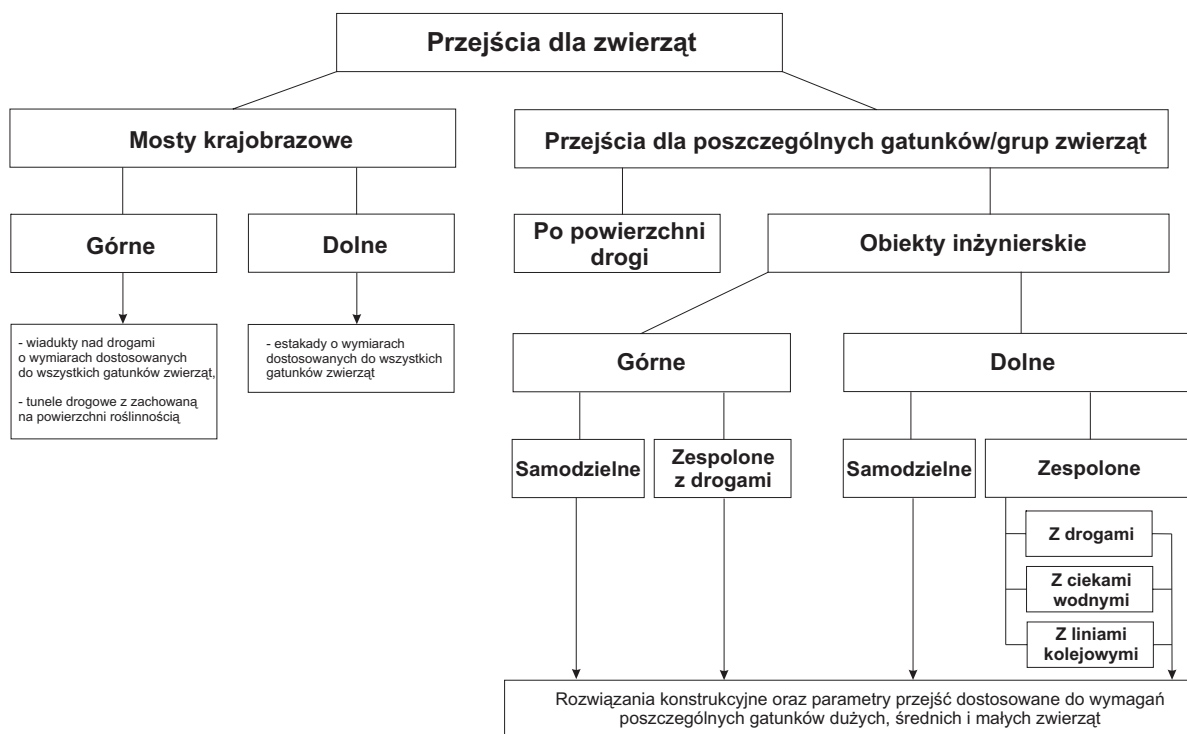 Przejścia dla zwierząt
Mosty krajobrazowe
Przejścia dla poszczególnych gatunków/grup zwierząt
Górne
Dolne
Po powierzchni
drogi
Obiekty inżynierskie
- wiadukty nad drogami
o wymiarach dostosowanych
do wszystkich gatunków zwierząt,
- tunele drogowe z zachowaną
na powierzchni roślinnością
- estakady o wymiarach
dostosowanych do wszystkich
gatunków zwierząt
Górne
Dolne
Samodzielne
Zespolone
z drogami
Samodzielne
Zespolone
Z drogami
Z ciekami
wodnymi
Z liniami
kolejowymi
Rozwiązania konstrukcyjne oraz parametry przejść dostosowane do wymagań
poszczególnych gatunków dużych, średnich i małych zwierząt